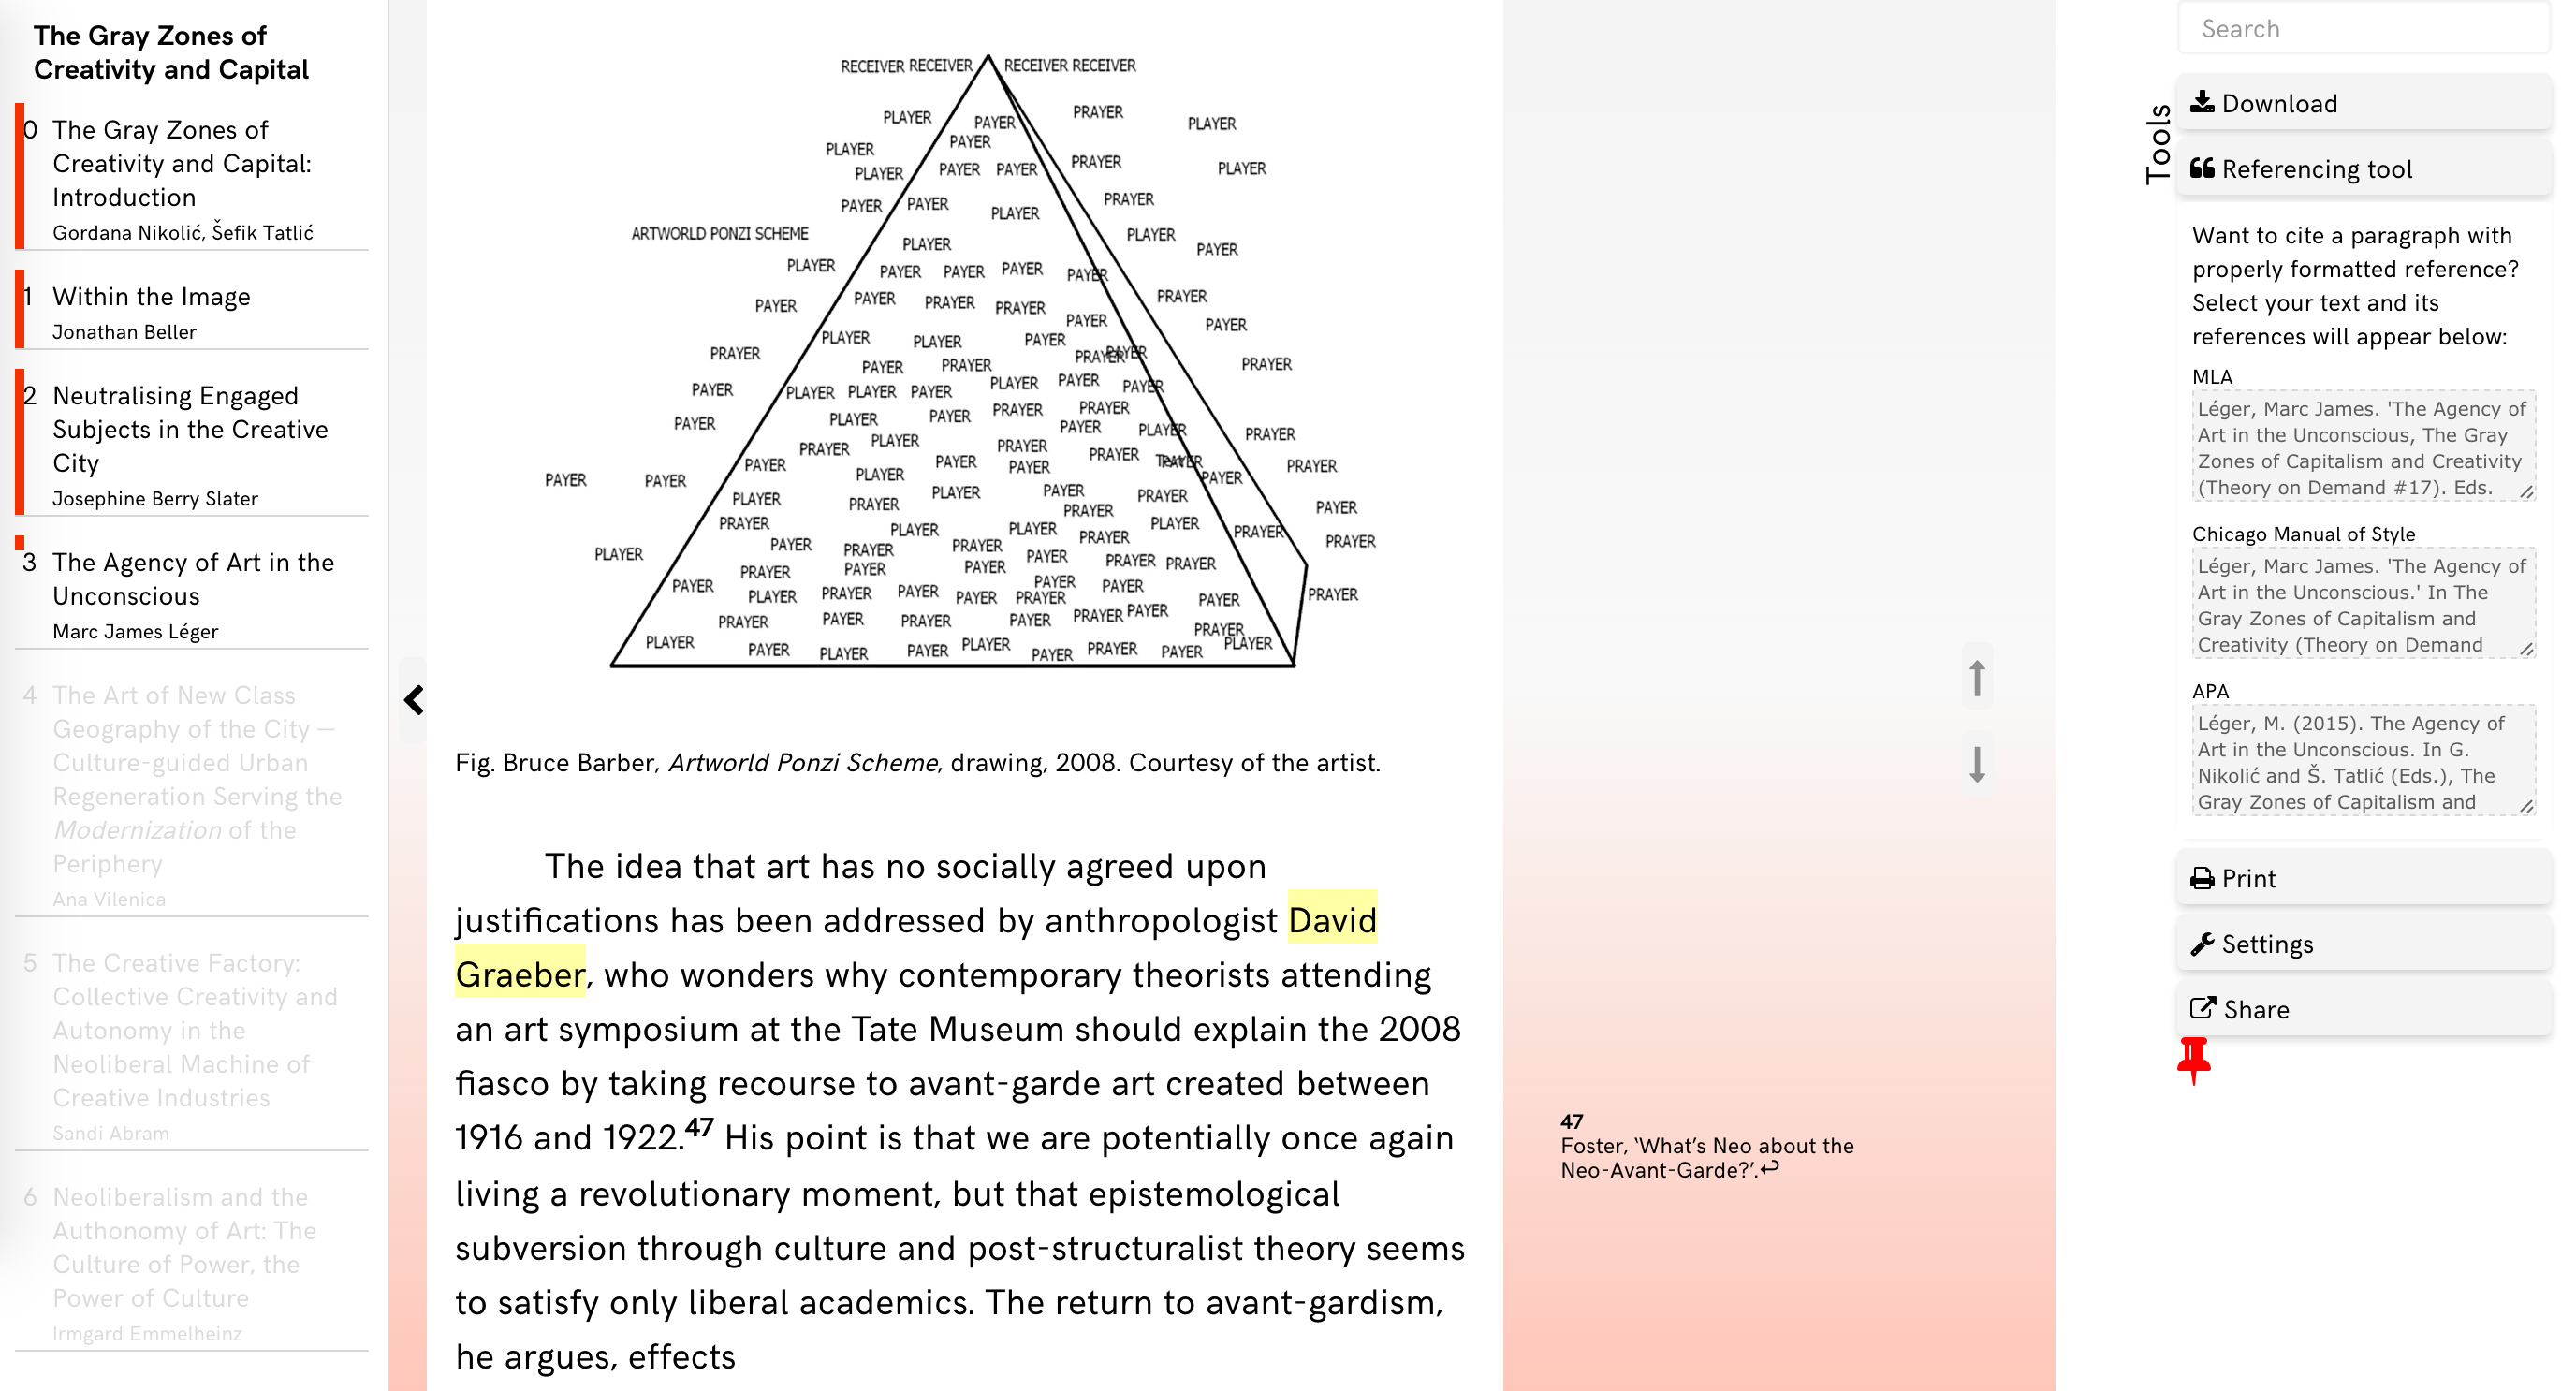 The Gray Zones of
Creativity and Capital
0 The Gray Zones of
Creativity and Capital:
Introduction
Gordana Nikolić, Šefik Tatlić
1 Within the Image
Jonathan Beller
2 Neutralising Engaged
Subjects in the Creative
City
Josephine Berry Slater
3 The Agency of Art in the
Unconscious
Marc James Léger
4 The Art of New Class
Geography of the City —
Culture-guided Urban
Regeneration Serving the
Modernization of the
Periphery
Ana Vilenica
5 The Creative Factory:
Collective Creativity and
Autonomy in the
Neoliberal Machine of
Creative Industries
Sandi Abram
6 Neoliberalism and the
Authonomy of Art: The
Culture of Power, the
Power of Culture
Irmgard Emmelheinz
RECEIVER RECEIVER RECEIVER RECEIVER
PLAYER PAYER PRAYER PLAYER
PAYER
PLAYER PRAYER
PLAYER PAYER PAYER PLAYER
PAYER PAYER PLAYER PRAYER
ARTWORLD PONZI SCHEME PLAYER PLAYER PAYER
PLAYER PAYER PAYER PAYER PAYER
PAYER PAYER PRAYER PRAYER PRAYER
PAYER PAYER
PLAYER PLAYER PAYER
PRAYER PRAYER PAYER
PAYER PRAYER PRAYER
PAYER PLAYER PLAYER PAYER PLAYER PAYER PAYER
PAYER PLAYER PAYER PRAYER PRAYER
PAYER PLAYER PRAYER
PRAYER PLAYER PRAYER PRAYER
PAYER PAYER PAYER Text PAYER PRAYER
PAYER PAYER PLAYER PAYER
PLAYER PLAYER PAYER PRAYER
PRAYER PRAYER PAYER
PRAYER PLAYER PLAYER PLAYER PRAYER
PAYER PRAYER PRAYER PRAYER PRAYER
PLAYER PAYER PRAYER PRAYER
PRAYER PAYER PAYER
PAYER PLAYER PRAYER PAYER PAYER PAYER PRAYER PAYER PAYER PRAYER
PRAYER PAYER PRAYER PAYER PRAYER PAYER PRAYER
PLAYER PAYER PLAYER PAYER PLAYER PAYER PRAYER PAYER PLAYER
Fig. Bruce Barber, Artworld Ponzi Scheme, drawing, 2008. Courtesy of the artist.
The idea that art has no socially agreed upon
justifications has been addressed by anthropologist David
Graeber, who wonders why contemporary theorists attending
an art symposium at the Tate Museum should explain the 2008
fiasco by taking recourse to avant-garde art created between
1916 and 1922.47 His point is that we are potentially once again
living a revolutionary moment, but that epistemological
subversion through culture and post-structuralist theory seems
to satisfy only liberal academics. The return to avant-gardism,
he argues, effects
47
Foster, ‘What’s Neo about the
Neo-Avant-Garde?’.↩
Tools
Search
Download
Referencing tool
Want to cite a paragraph with
properly formatted reference?
Select your text and its
references will appear below:
MLA
Léger, Marc James. 'The Agency of
Art in the Unconscious, The Gray
Zones of Capitalism and Creativity
(Theory on Demand #17). Eds.
Chicago Manual of Style
Léger, Marc James. 'The Agency of
Art in the Unconscious.' In The
Gray Zones of Capitalism and
Creativity (Theory on Demand
APA
Léger, M. (2015). The Agency of
Art in the Unconscious. In G.
Nikolić and Š. Tatlić (Eds.), The
Gray Zones of Capitalism and
Print
Settings
Share